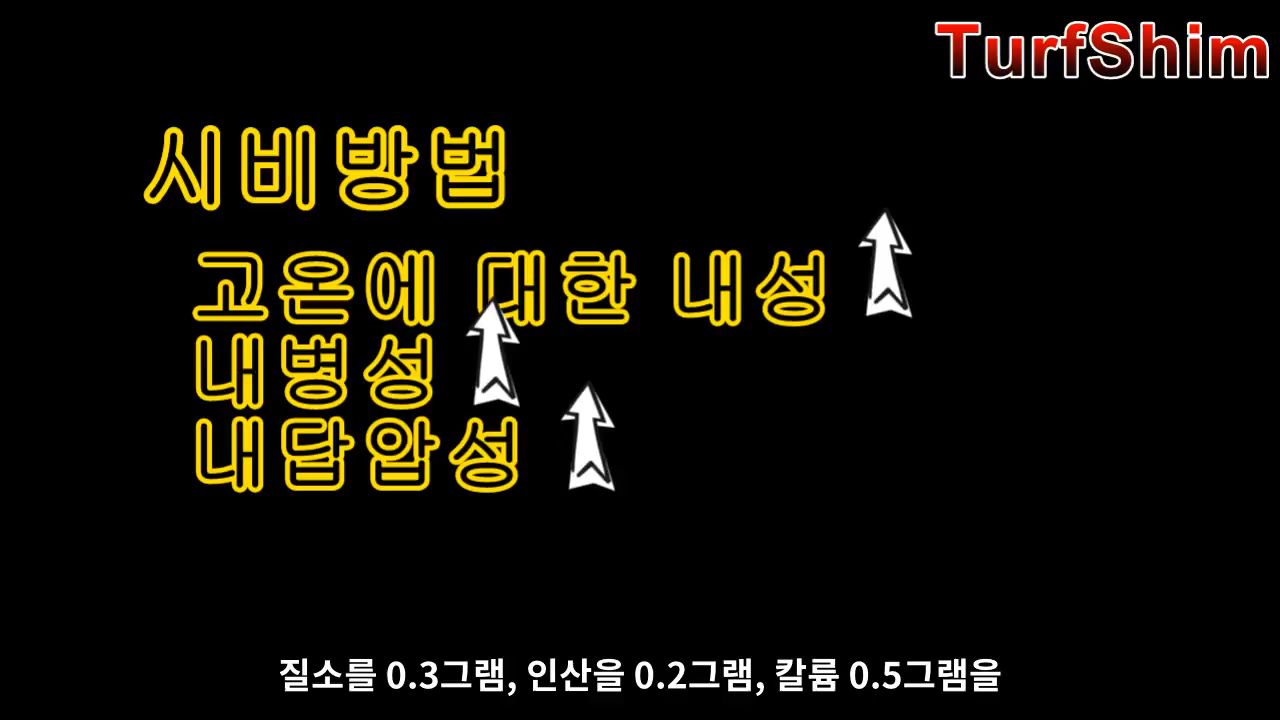 TurfShim
시비방법
고온에 대한 내성
내병성
내답압성
질소를 0.3그램, 인산을 0.2그램, 칼륨 0.5그램을